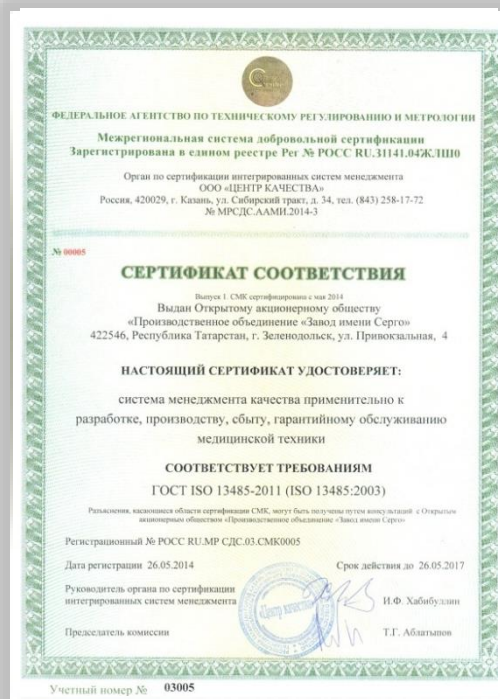 ФЕДЕРАЛЬНОЕ АГЕНТСТВО ПО ТЕХНИЧЕСКОМУ РЕГУЛИРОВАНИЮ И МЕТРОЛОГИИ
Межрегиональная система добровольной сертификации
Зарегистрирована в едином реестре Рег № РОСС RU.31141.04ЖЛШ0
Орган по сертификации интегрированных систем менеджмента
ООО «ЦЕНТР КАЧЕСТВА»
Россия, 420029, г. Казань, ул. Сибирский тракт, д. 34, тел. (843) 258-17-72
№ МРСДС.ААМИ.2014-3
№ 00005
СЕРТИФИКАТ СООТВЕТСТВИЯ
Выпуск 1. СМК сертифицирована с мая 2014
Выдан Открытому акционерному обществу
«Производственное объединение «Завод имени Серго»
422546, Республика Татарстан, г. Зеленодольск, ул. Привокзальная, 4
НАСТОЯЩИЙ СЕРТИФИКАТ УДОСТОВЕРЯЕТ:
система менеджмента качества применительно к
разработке, производству, сбыту, гарантийному обслуживанию
медицинской техники
СООТВЕТСТВУЕТ ТРЕБОВАНИЯМ
ГОСТ ISO 13485-2011 (ISO 13485:2003)
Разъяснения, касающиеся области сертификации СМК, могут быть получены путем консультаций с Открытым
акционерным обществом «Производственное объединение «Завод имени Серго»
Регистрационный № РОСС RU.МР СДС.03.СМК0005
Дата регистрации 26.05.2014 Срок действия до 26.05.2017
Руководитель органа по сертификации
интегрированных систем менеджмента И.Ф. Хабибуллин
«Центр качества»
Председатель комиссии Т.Г. Аблатыпов
Учетный номер № 03005